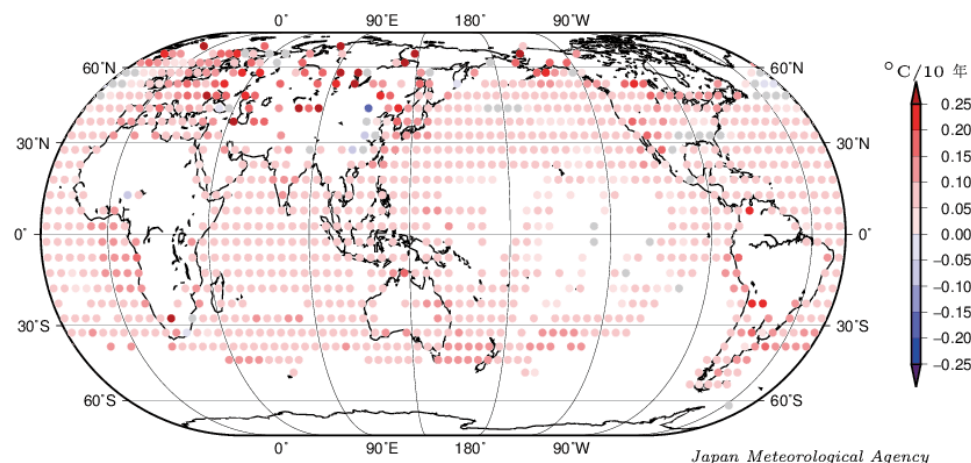 0° 90°E 180° 90°W
°C/10 年
60°N 60°N
0.25
0.20
30°N 30°N
0.15
0.10
0.05
0° 0°
0.00
−0.05
−0.10
30°S 30°S
−0.15
−0.20
−0.25
60°S 60°S
0° 90°E 180° 90°W
Japan Meteorological Agency